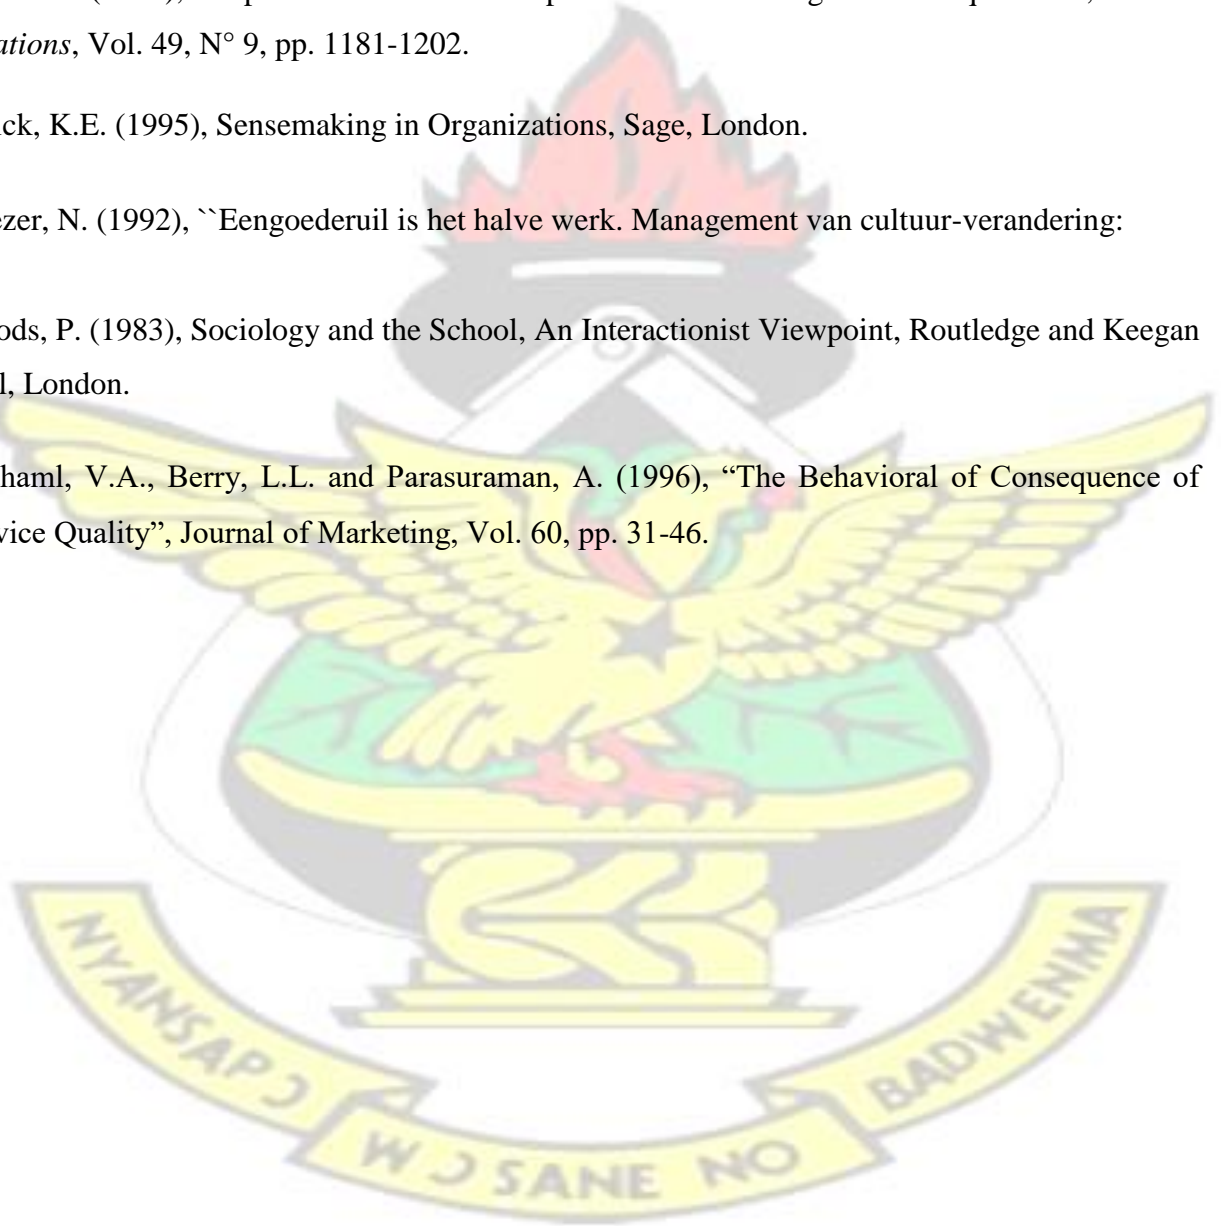 ations, Vol. 49, N° 9, pp. 1181-1202.
ick, K.E. (1995), Sensemaking in Organizations, Sage, London.
ezer, N. (1992), ``Eengoederuil is het halve werk. Management van cultuur-verandering:
ods, P. (1983), Sociology and the School, An Interactionist Viewpoint, Routledge and Keegan
l, London.
haml, V.A., Berry, L.L. and Parasuraman, A. (1996), “The Behavioral of Consequence of
vice Quality”, Journal of Marketing, Vol. 60, pp. 31-46.
NYANSAPƆ
WƆ SANE NO
BADWENMA